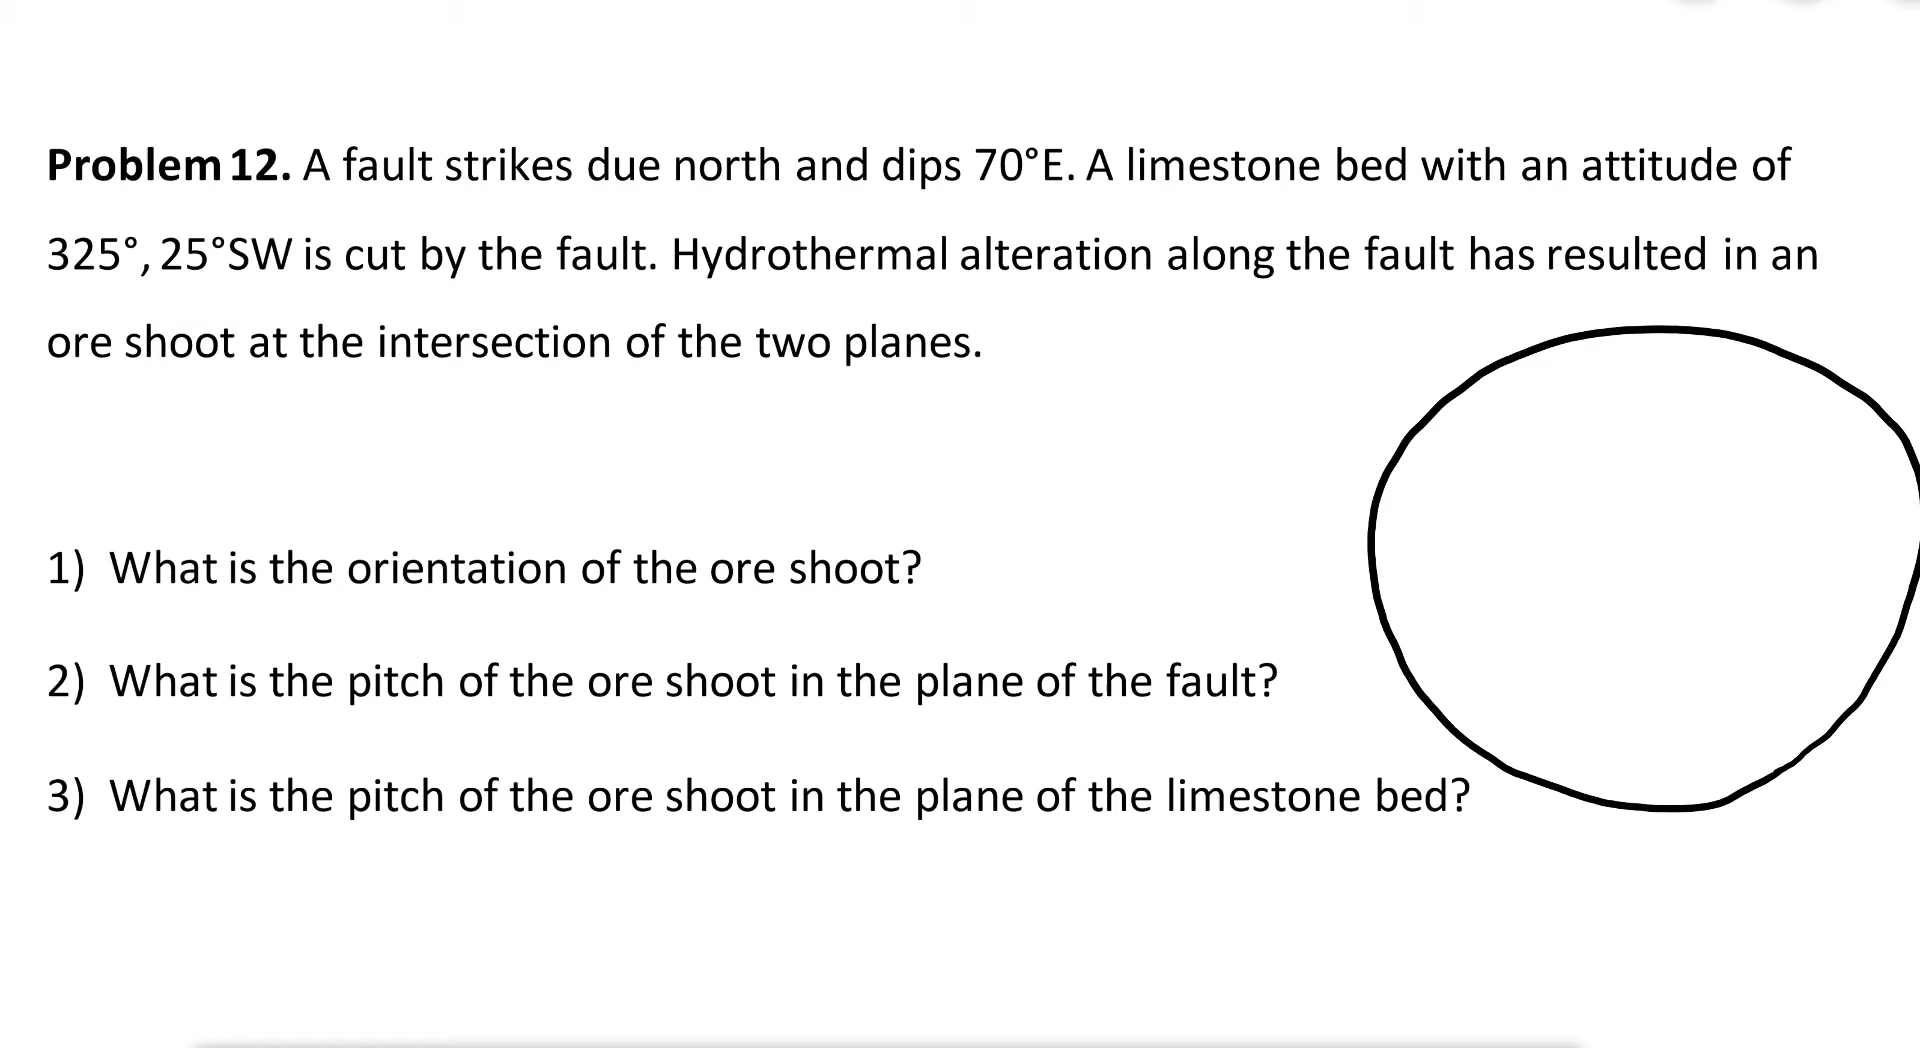 Problem 12. A fault strikes due north and dips 70°E. A limestone bed with an attitude of
325°, 25°SW is cut by the fault. Hydrothermal alteration along the fault has resulted in an
ore shoot at the intersection of the two planes.
1) What is the orientation of the ore shoot?
2) What is the pitch of the ore shoot in the plane of the fault?
3) What is the pitch of the ore shoot in the plane of the limestone bed?